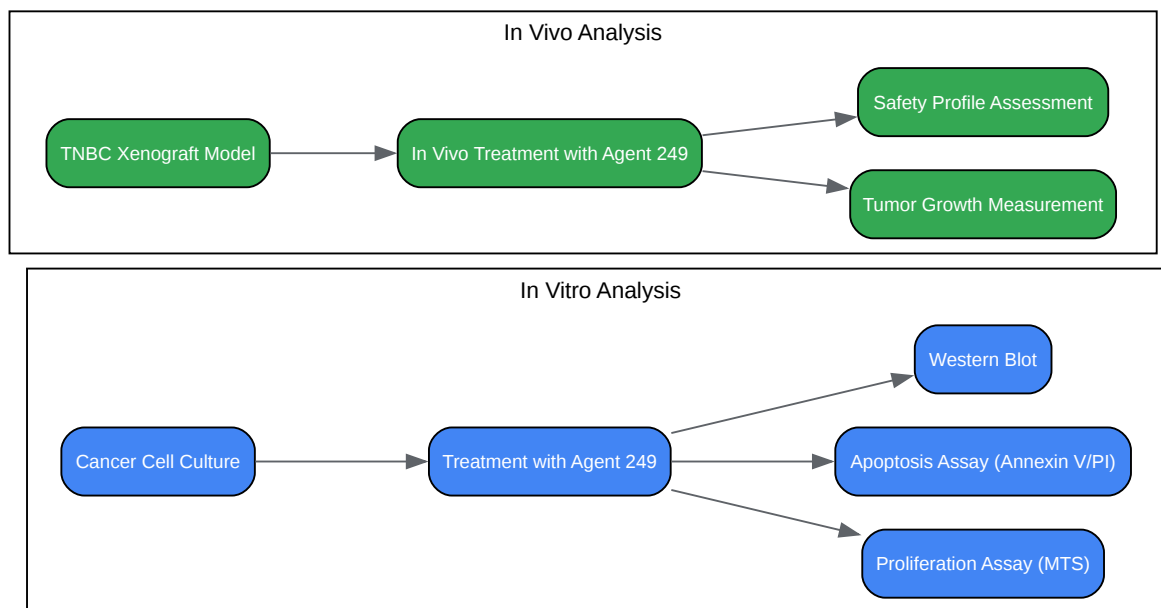 In Vivo Analysis
Safety Profile Assessment
TNBC Xenograft Model
In Vivo Treatment with Agent 249
Tumor Growth Measurement
In Vitro Analysis
Western Blot
Cancer Cell Culture
Treatment with Agent 249
Apoptosis Assay (Annexin V/PI)
Proliferation Assay (MTS)